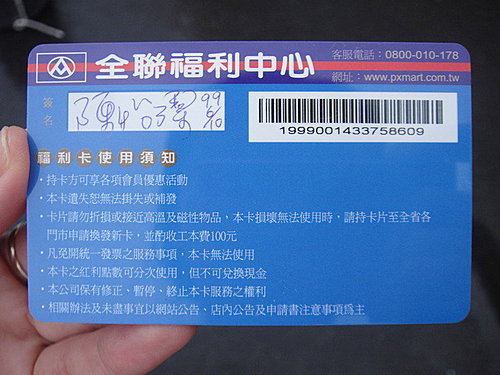 全聯福利中心
客服電話：0800-010-178
網址：www.pxmart.com.tw
簽名
99
1999001433758609
福利卡使用須知
・持卡方可享各項會員優惠活動
・本卡遺失恕無法掛失或補發
・卡片請勿折損或接近高溫及磁性物品，本卡損壞無法使用時，請持卡片至全省各
門市申請換發新卡，並酌收工本費100元
・凡免開統一發票之服務事項，本卡無法使用
・本卡之紅利點數可分次使用，但不可兌換現金
・本公司保有修正、暫停、終止本卡服務之權利
・相關辦法及未盡事宜以網站公告、店內公告及申請書注意事項為主